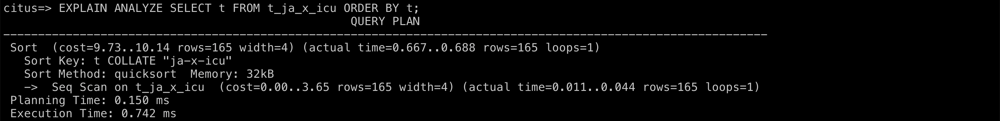 citus=> EXPLAIN ANALYZE SELECT t FROM t_ja_x_icu ORDER BY t;
QUERY PLAN
--------------------------------------------------------------------------------------------------------------
Sort  (cost=9.73..10.14 rows=165 width=4) (actual time=0.667..0.688 rows=165 loops=1)
Sort Key: t COLLATE "ja-x-icu"
Sort Method: quicksort  Memory: 32kB
->  Seq Scan on t_ja_x_icu  (cost=0.00..3.65 rows=165 width=4) (actual time=0.011..0.044 rows=165 loops=1)
Planning Time: 0.150 ms
Execution Time: 0.742 ms